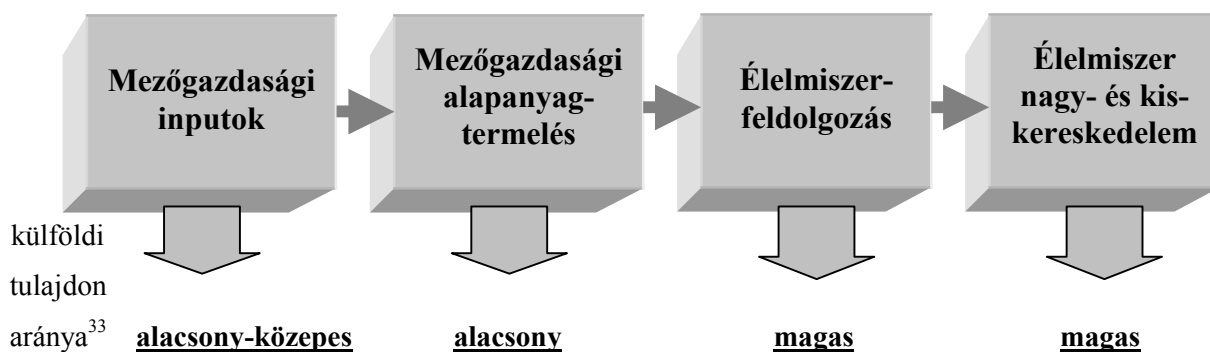 Mezőgazdasági
inputok
Mezőgazdasági
alapanyag-
termelés
Élelmiszer-
feldolgozás
Élelmiszer
nagy- és kis-
kereskedelem
külföldi
tulajdon
aránya33 alacsony-közepes alacsony magas magas